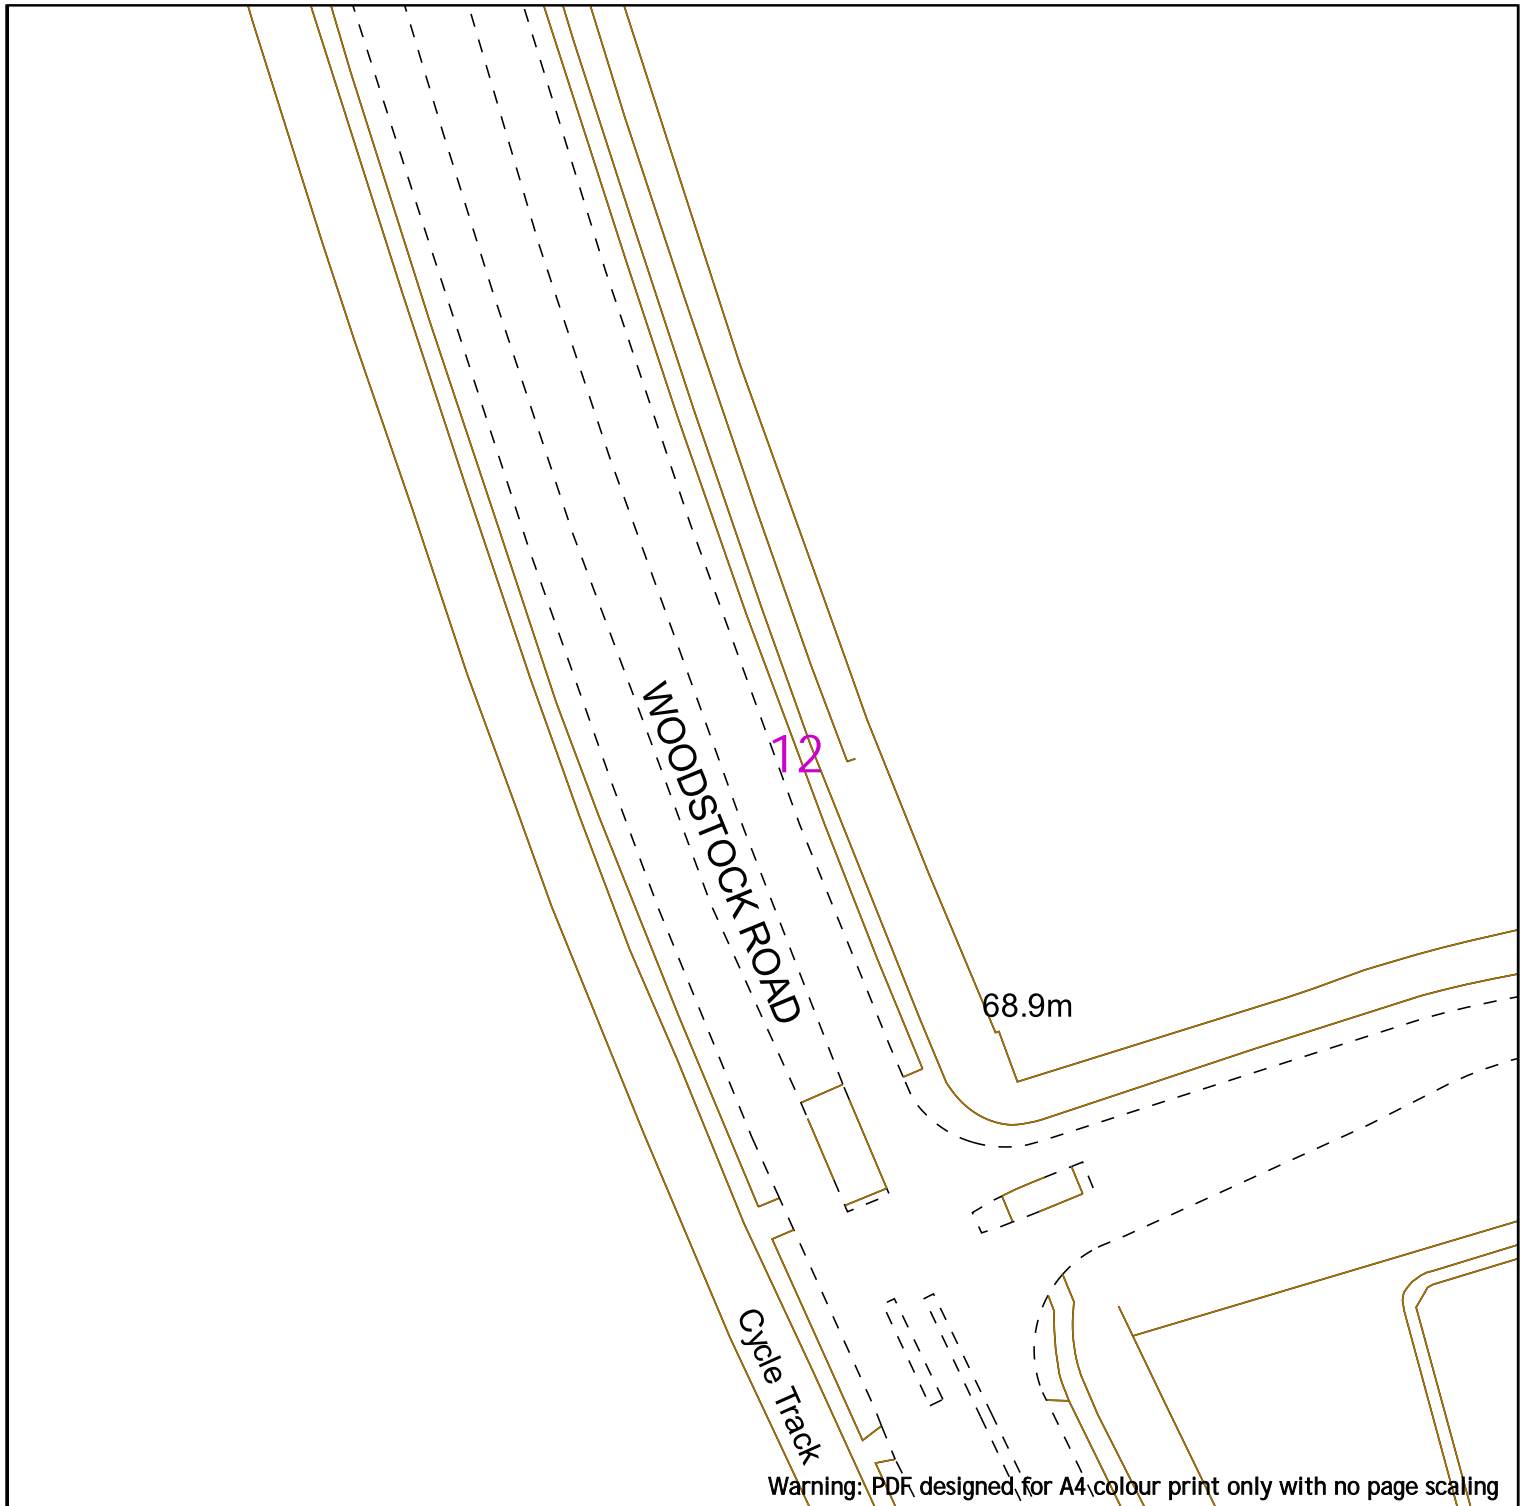 WOODSTOCK ROAD
12
68.9m
Cycle Track
Warning: PDF designed for A4 colour print only with no page scaling